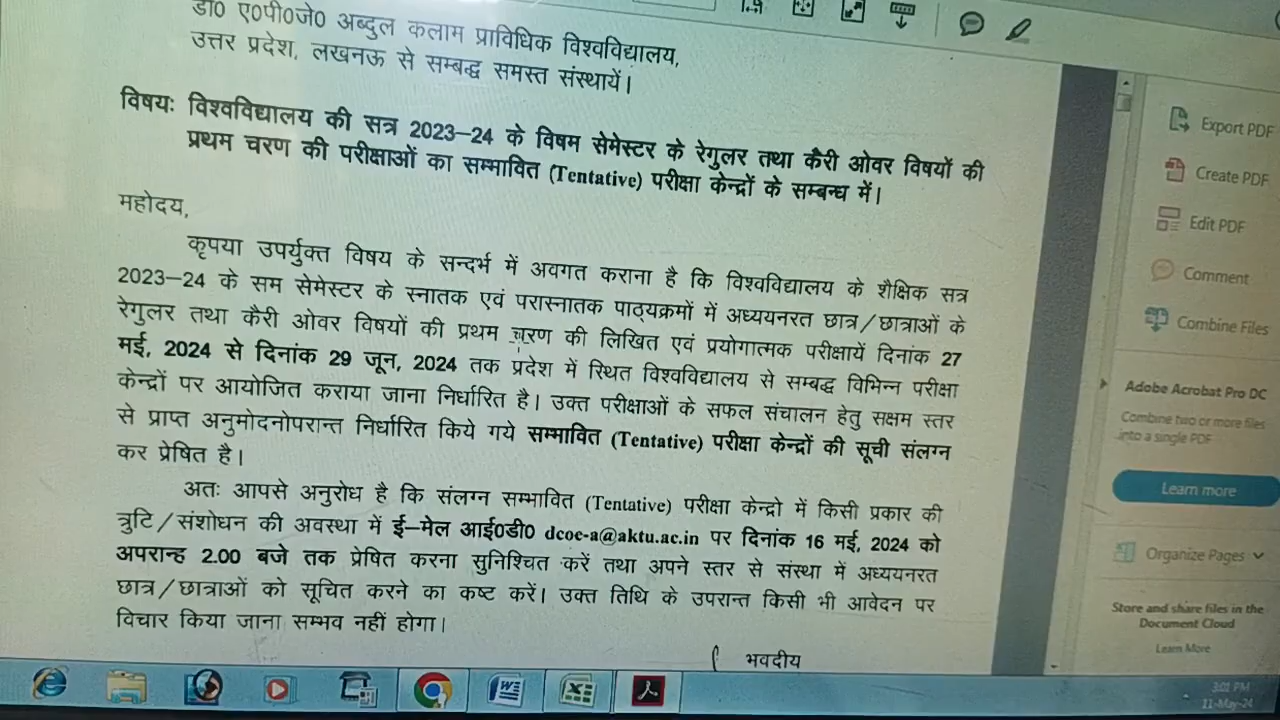 डा0 ए0पी0जे0 अब्दुल कलाम प्राविधिक विश्वविद्यालय,
उत्तर प्रदेश, लखनऊ से सम्बद्ध समस्त संस्थायें।
विषयः विश्वविद्यालय की सत्र 2023–24 के विषम सेमेस्टर के रेगुलर तथा कैरी ओवर विषयों की
प्रथम चरण की परीक्षाओं का सम्भावित (Tentative) परीक्षा केन्द्रों के सम्बन्ध में।
महोदय,
कृपया उपर्युक्त विषय के सन्दर्भ में अवगत कराना है कि विश्वविद्यालय के शैक्षिक सत्र
2023–24 के सम सेमेस्टर के स्नातक एवं परास्नातक पाठ्यक्रमों में अध्ययनरत छात्र/छात्राओं के
रेगुलर तथा कैरी ओवर विषयों की प्रथम चरण की लिखित एवं प्रयोगात्मक परीक्षायें दिनांक 27
मई, 2024 से दिनांक 29 जून, 2024 तक प्रदेश में स्थित विश्वविद्यालय से सम्बद्ध विभिन्न परीक्षा
केन्द्रों पर आयोजित कराया जाना निर्धारित है। उक्त परीक्षाओं के सफल संचालन हेतु सक्षम स्तर
से प्राप्त अनुमोदनोपरान्त निर्धारित किये गये सम्भावित (Tentative) परीक्षा केन्द्रों की सूची संलग्न
कर प्रेषित है।
अतः आपसे अनुरोध है कि संलग्न सम्भावित (Tentative) परीक्षा केन्द्रो में किसी प्रकार की
त्रुटि/संशोधन की अवस्था में ई–मेल आई0डी0 dcoe-a@aktu.ac.in पर दिनांक 16 मई, 2024 को
अपरान्ह 2.00 बजे तक प्रेषित करना सुनिश्चित करें तथा अपने स्तर से संस्था में अध्ययनरत
छात्र/छात्राओं को सूचित करने का कष्ट करें। उक्त तिथि के उपरान्त किसी भी आवेदन पर
विचार किया जाना सम्भव नहीं होगा।
भवदीय
Export PDF
Create PDF
Edit PDF
Comment
Combine Files
Adobe Acrobat Pro DC
Combine two or more files
into a single PDF
Learn more
Organize Pages
Store and share files in the
Document Cloud
Learn More
3:01 PM
11-May-24